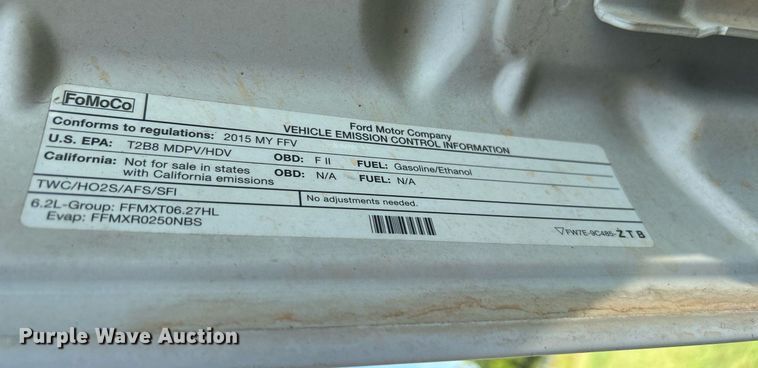 FoMoCo
Ford Motor Company
VEHICLE EMISSION CONTROL INFORMATION
Conforms to regulations: 2015 MY FFV
U.S. EPA: T2B8 MDPV/HDV OBD: F II FUEL: Gasoline/Ethanol
California: Not for sale in states with California emissions OBD: N/A FUEL: N/A
TWC/HO2S/AFS/SFI
No adjustments needed.
6.2L-Group: FFMXT06.27HL
Evap: FFMXR0250NBS
FW7E-9C485-ZTB
Purple Wave Auction